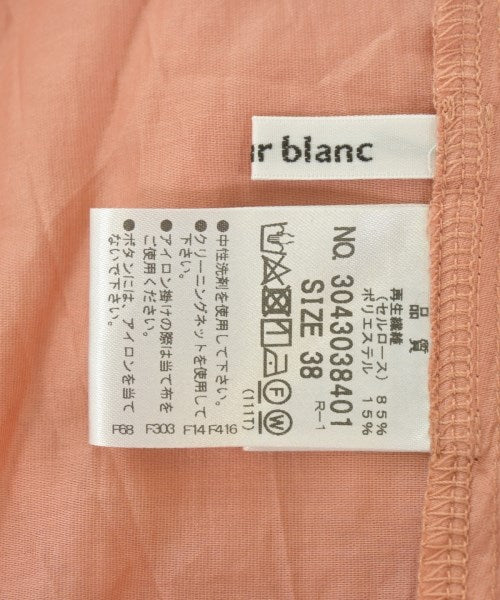 ur blanc
品質
再生繊維
(セルロース) 85%
ポリエステル 15%
NO. 3043038401
R-1
SIZE 38
(111T)
●中性洗剤を使用して下さい。
●クリーニングネットを使用して
下さい。
●アイロン掛けの際は当て布を
ご使用ください。
●ボタンには、アイロンを当て
ないで下さい。
F68 F303 F14 F416